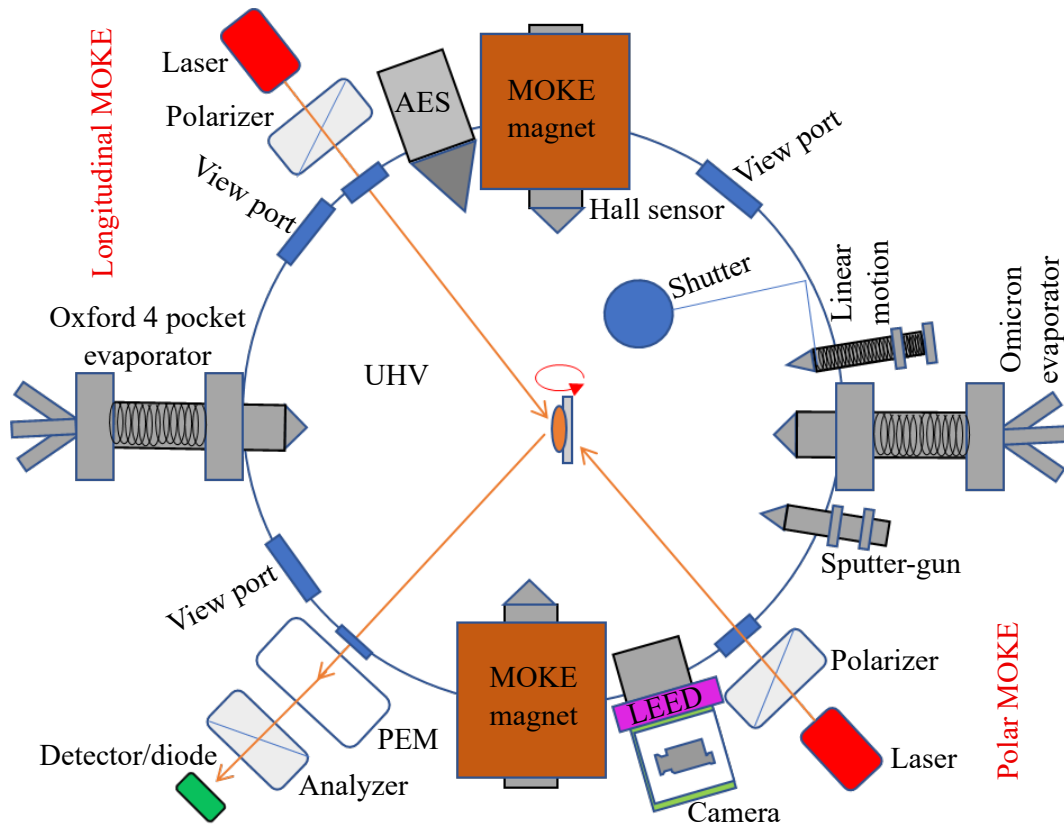 Longitudinal MOKE
Laser
Polarizer
View port
AES
MOKE
magnet
Hall sensor
View port
Shutter
Linear
motion
Omicron
evaporator
Oxford 4 pocket
evaporator
UHV
Sputter-gun
View port
PEM
Detector/diode
Analyzer
MOKE
magnet
LEED
Camera
Polarizer
Laser
Polar MOKE